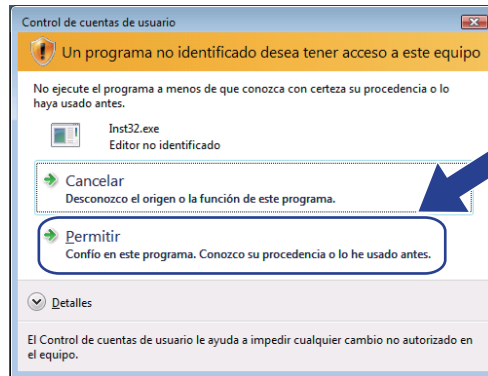 Control de cuentas de usuario
Un programa no identificado desea tener acceso a este equipo
No ejecute el programa a menos de que conozca con certeza su procedencia o lo
haya usado antes.
Inst32.exe
Editor no identificado
Cancelar
Desconozco el origen o la función de este programa.
Permitir
Confío en este programa. Conozco su procedencia o lo he usado antes.
Detalles
El Control de cuentas de usuario le ayuda a impedir cualquier cambio no autorizado en
el equipo.